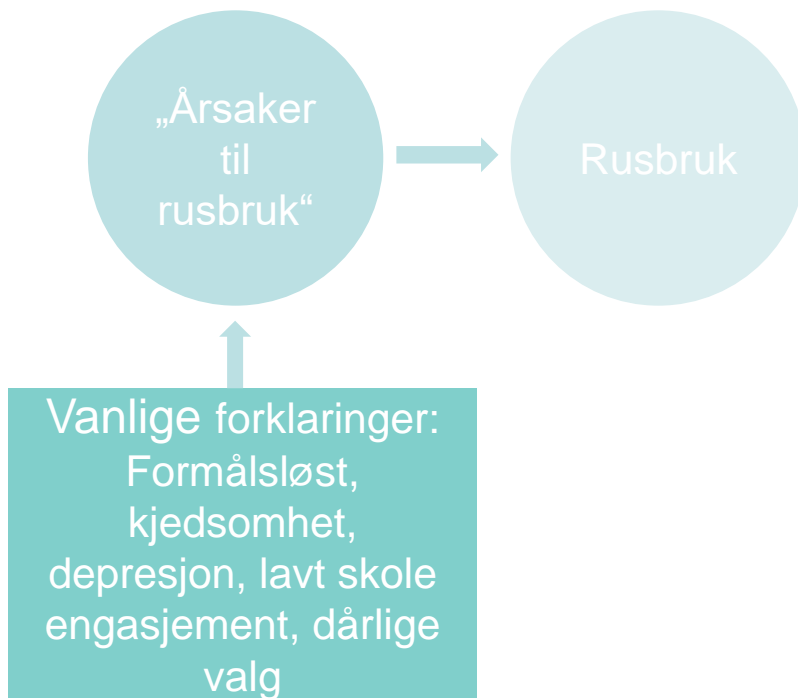 „Årsaker
til
rusbruk“
Rusbruk
Vanlige forklaringer:
Formålsløst,
kjedsomhet,
depresjon, lavt skole
engasjement, dårlige
valg